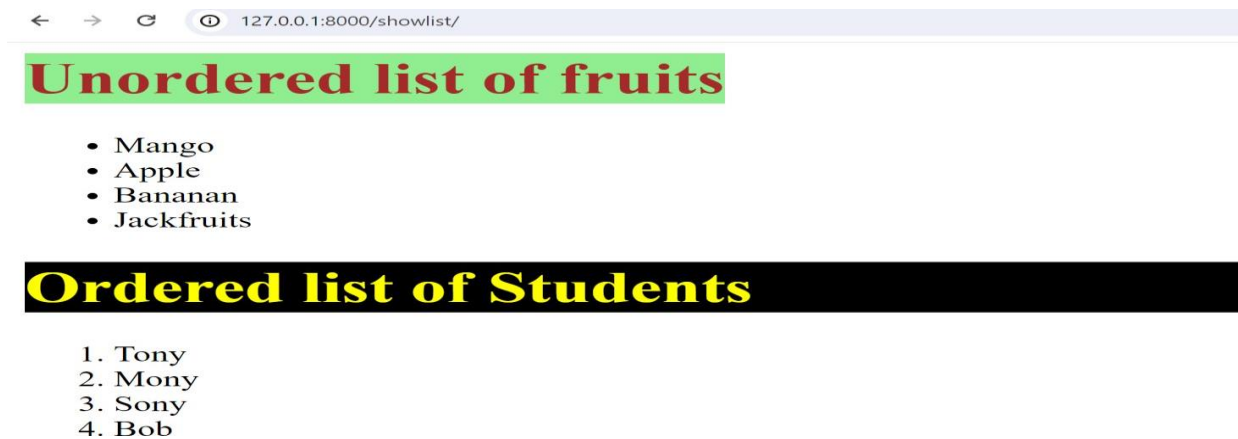 127.0.0.1:8000/showlist/
Unordered list of fruits
• Mango
• Apple
• Bananan
• Jackfruits
Ordered list of Students
1. Tony
2. Mony
3. Sony
4. Bob